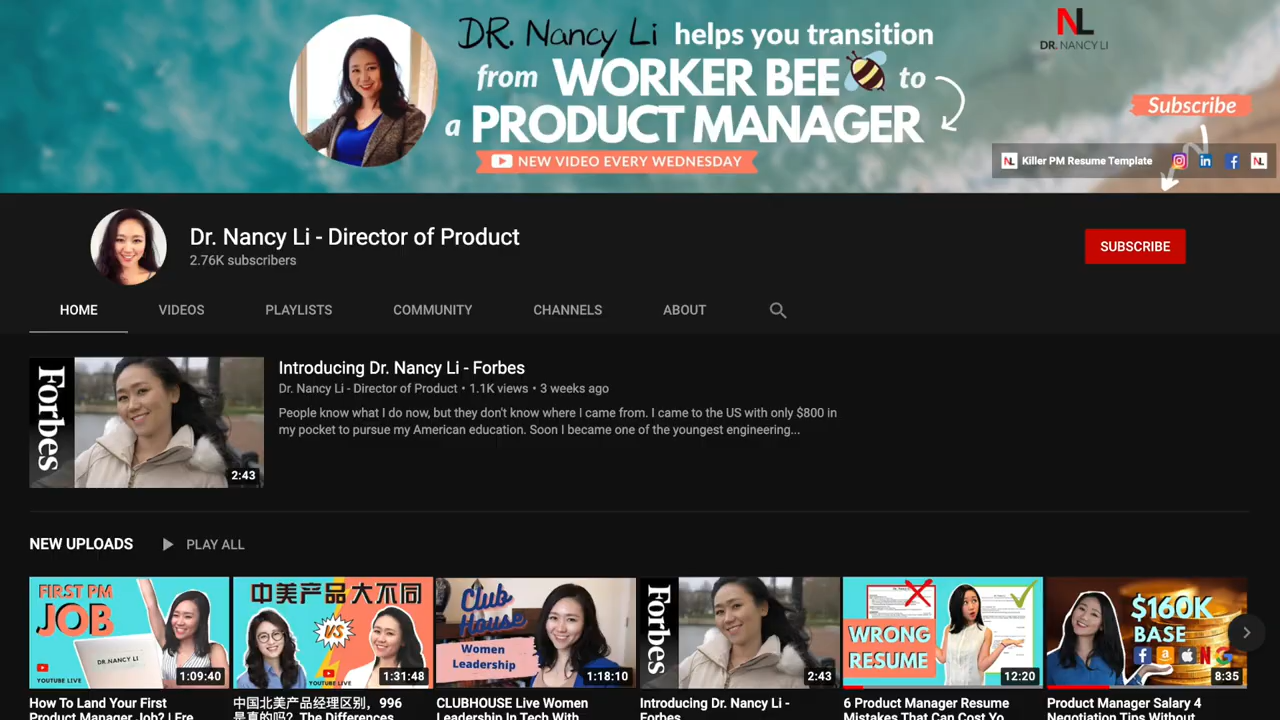 DR. Nancy Li helps you transition
from WORKER BEE to
a PRODUCT MANAGER
NEW VIDEO EVERY WEDNESDAY
NL
DR. NANCY LI
Subscribe
NL Killer PM Resume Template
NL
Dr. Nancy Li - Director of Product
2.76K subscribers
SUBSCRIBE
HOME VIDEOS PLAYLISTS COMMUNITY CHANNELS ABOUT
Forbes
2:43
Introducing Dr. Nancy Li - Forbes
Dr. Nancy Li - Director of Product • 1.1K views • 3 weeks ago
People know what I do now, but they don't know where I came from. I came to the US with only $800 in
my pocket to pursue my American education. Soon I became one of the youngest engineering...
NEW UPLOADS PLAY ALL
FIRST PM
JOB
DR.NANCY LI
YOUTUBE LIVE
1:09:40
How To Land Your First
Product Manager Job? | Fre
中美产品大不同
VS
YOUTUBE LIVE
1:31:48
中国北美产品经理区别，996
是真的吗? The Differences
Club
House
Women
Leadership
1:18:10
CLUBHOUSE Live Women
Leadership In Tech With
Forbes
2:43
Introducing Dr. Nancy Li -
Forbes
WRONG
RESUME
12:20
6 Product Manager Resume
Mistakes That Can Cost Yo
$160K
BASE
8:35
Product Manager Salary 4
Negotiation Tips Without